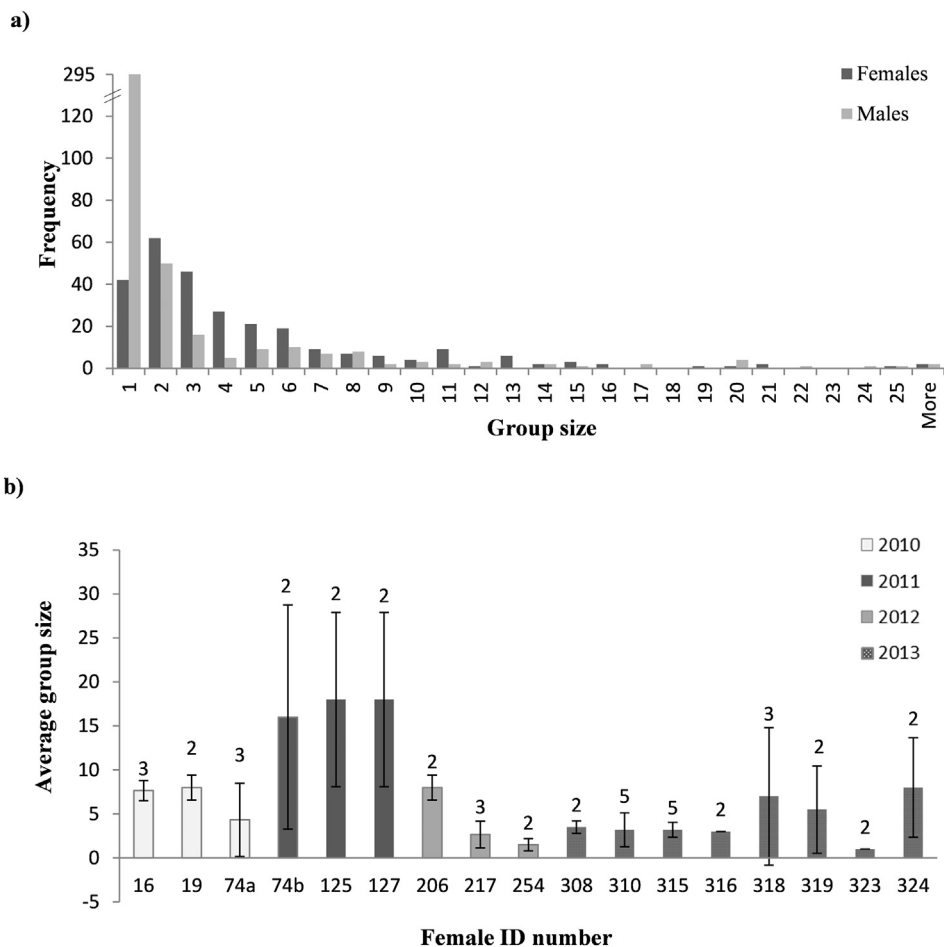 a)
295
120
100
80
60
40
20
0
Frequency
Females
Males
1 2 3 4 5 6 7 8 9 10 11 12 13 14 15 16 17 18 19 20 21 22 23 24 25 More
Group size
b)
35
30
25
20
15
10
5
0
-5
Average group size
2010
2011
2012
2013
3 2 3 2 2 2 2 3 2 2 5 5 2 3 2 2 2
16 19 74a 74b 125 127 206 217 254 308 310 315 316 318 319 323 324
Female ID number